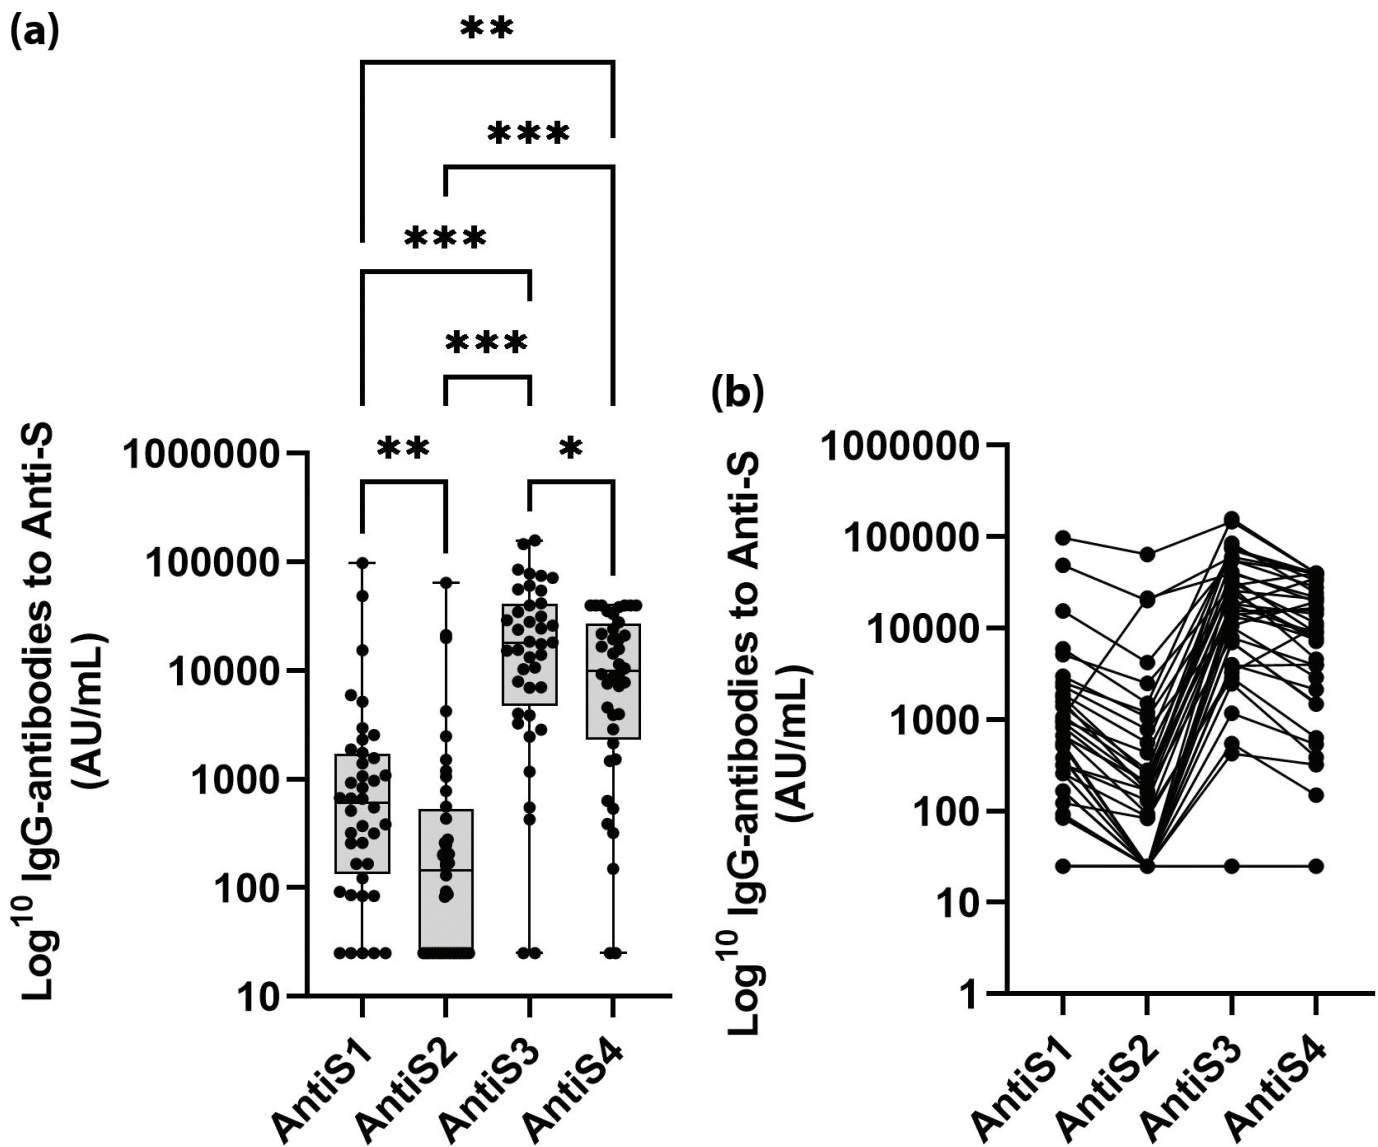 (a)
**
***
***
***
**
*
Log10 IgG-antibodies to Anti-S
(AU/mL)
1000000
100000
10000
1000
100
10
AntiS1
AntiS2
AntiS3
AntiS4
(b)
Log10 IgG-antibodies to Anti-S
(AU/mL)
1000000
100000
10000
1000
100
10
1
AntiS1
AntiS2
AntiS3
AntiS4